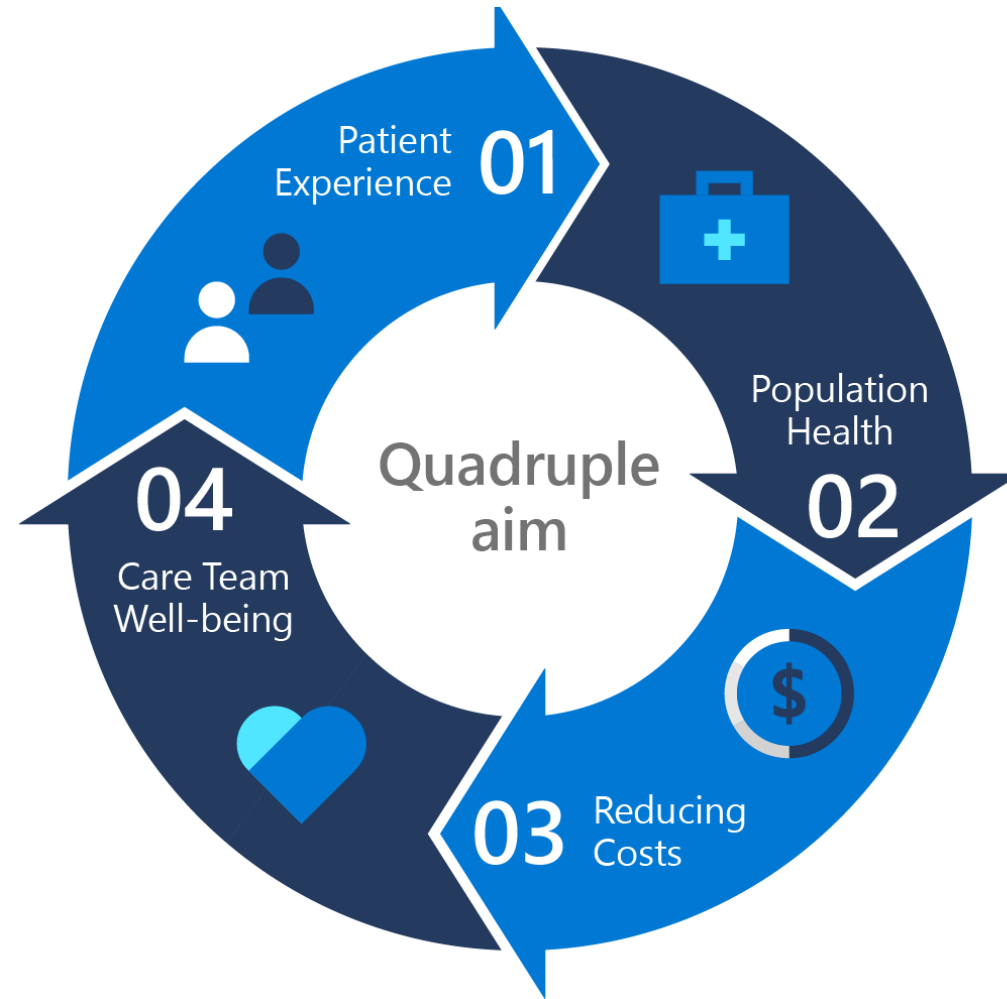 Patient
Experience
01
Population
Health
02
03
Reducing
Costs
04
Care Team
Well-being
Quadruple
aim
$